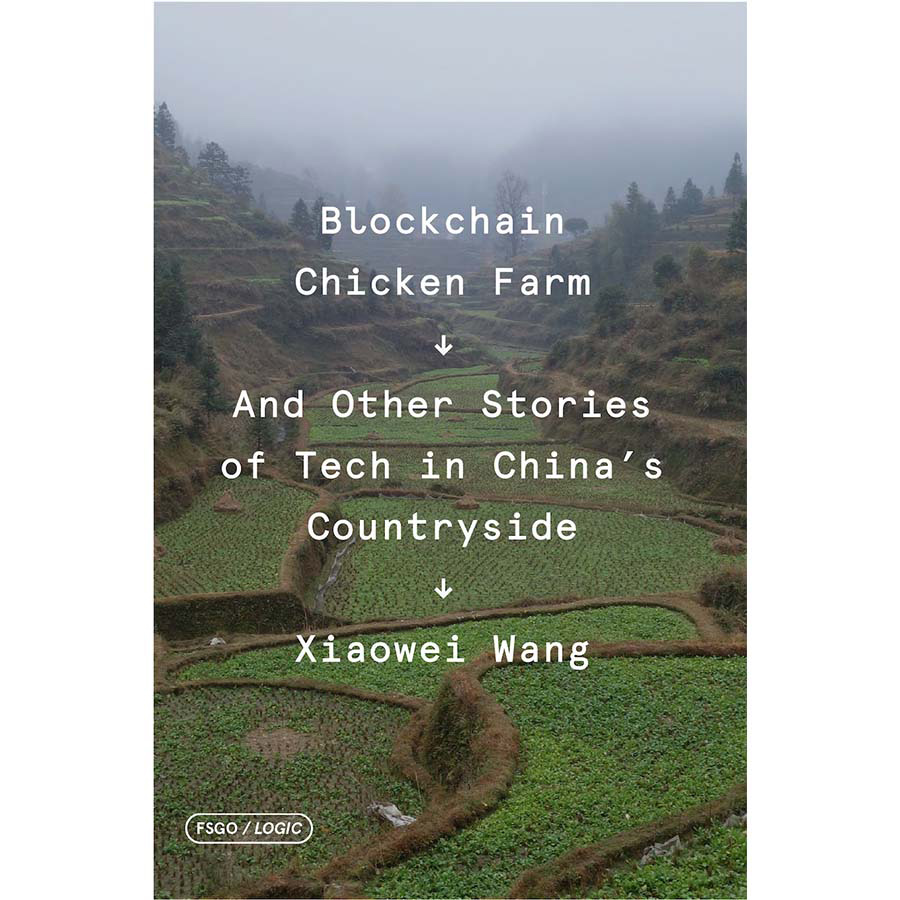 Blockchain
Chicken Farm
↓
And Other Stories
of Tech in China's
Countryside
↓
Xiaowei Wang
FSGO / LOGIC